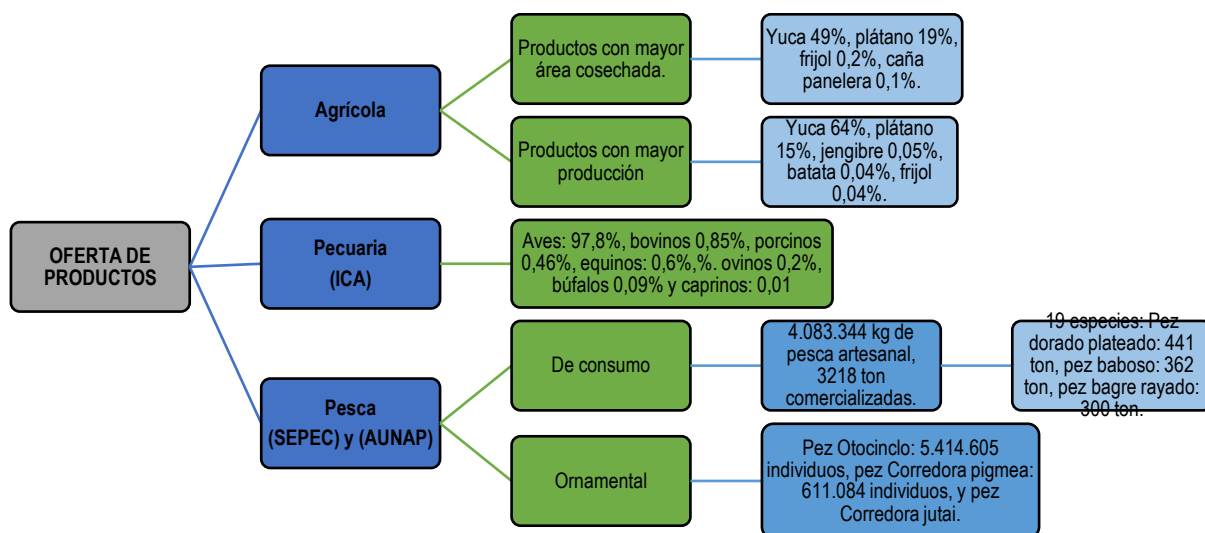 OFERTA DE
PRODUCTOS
Agrícola
Productos con mayor
área cosechada.
Yuca 49%, plátano 19%,
frijol 0,2%, caña
panelera 0,1%.
Productos con mayor
producción
Yuca 64%, plátano
15%, jengibre 0,05%,
batata 0,04%, frijol
0,04%.
Pecuaria
(ICA)
Aves: 97,8%, bovinos 0,85%, porcinos
0,46%, equinos: 0,6%,%. ovinos 0,2%,
búfalos 0,09% y caprinos: 0,01
Pesca
(SEPEC) y (AUNAP)
De consumo
4.083.344 kg de
pesca artesanal,
3218 ton
comercializadas.
19 especies: Pez
dorado plateado: 441
ton, pez baboso: 362
ton, pez bagre rayado:
300 ton.
Ornamental
Pez Otocinclo: 5.414.605
individuos, pez Corredora pigmea:
611.084 individuos, y pez
Corredora jutai.